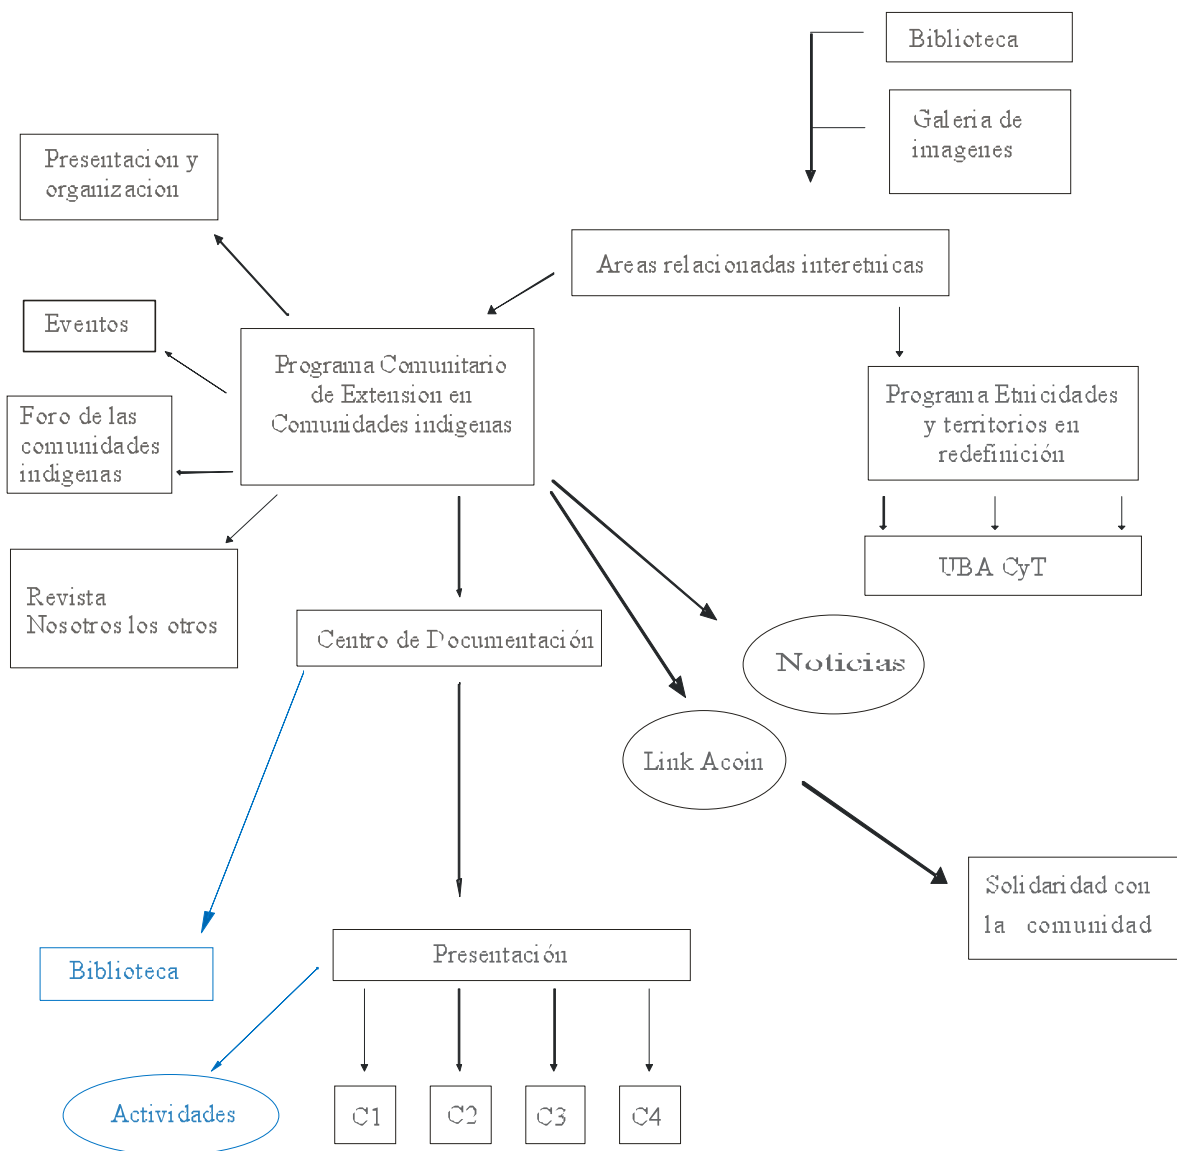 Biblioteca
Galeria de
imagenes
Presentacion y
organizacion
Areas relacionadas interetnicas
Eventos
Programa Comunitario
de Extension en
Comunidades indigenas
Programa Etnicidades
y territorios en
redefinición
Foro de las
comunidades
indigenas
UBA CyT
Revista
Nosotros los otros
Centro de Documentación
Noticias
Link Acoin
Solidaridad con
la comunidad
Presentación
Biblioteca
Actividades
C1
C2
C3
C4